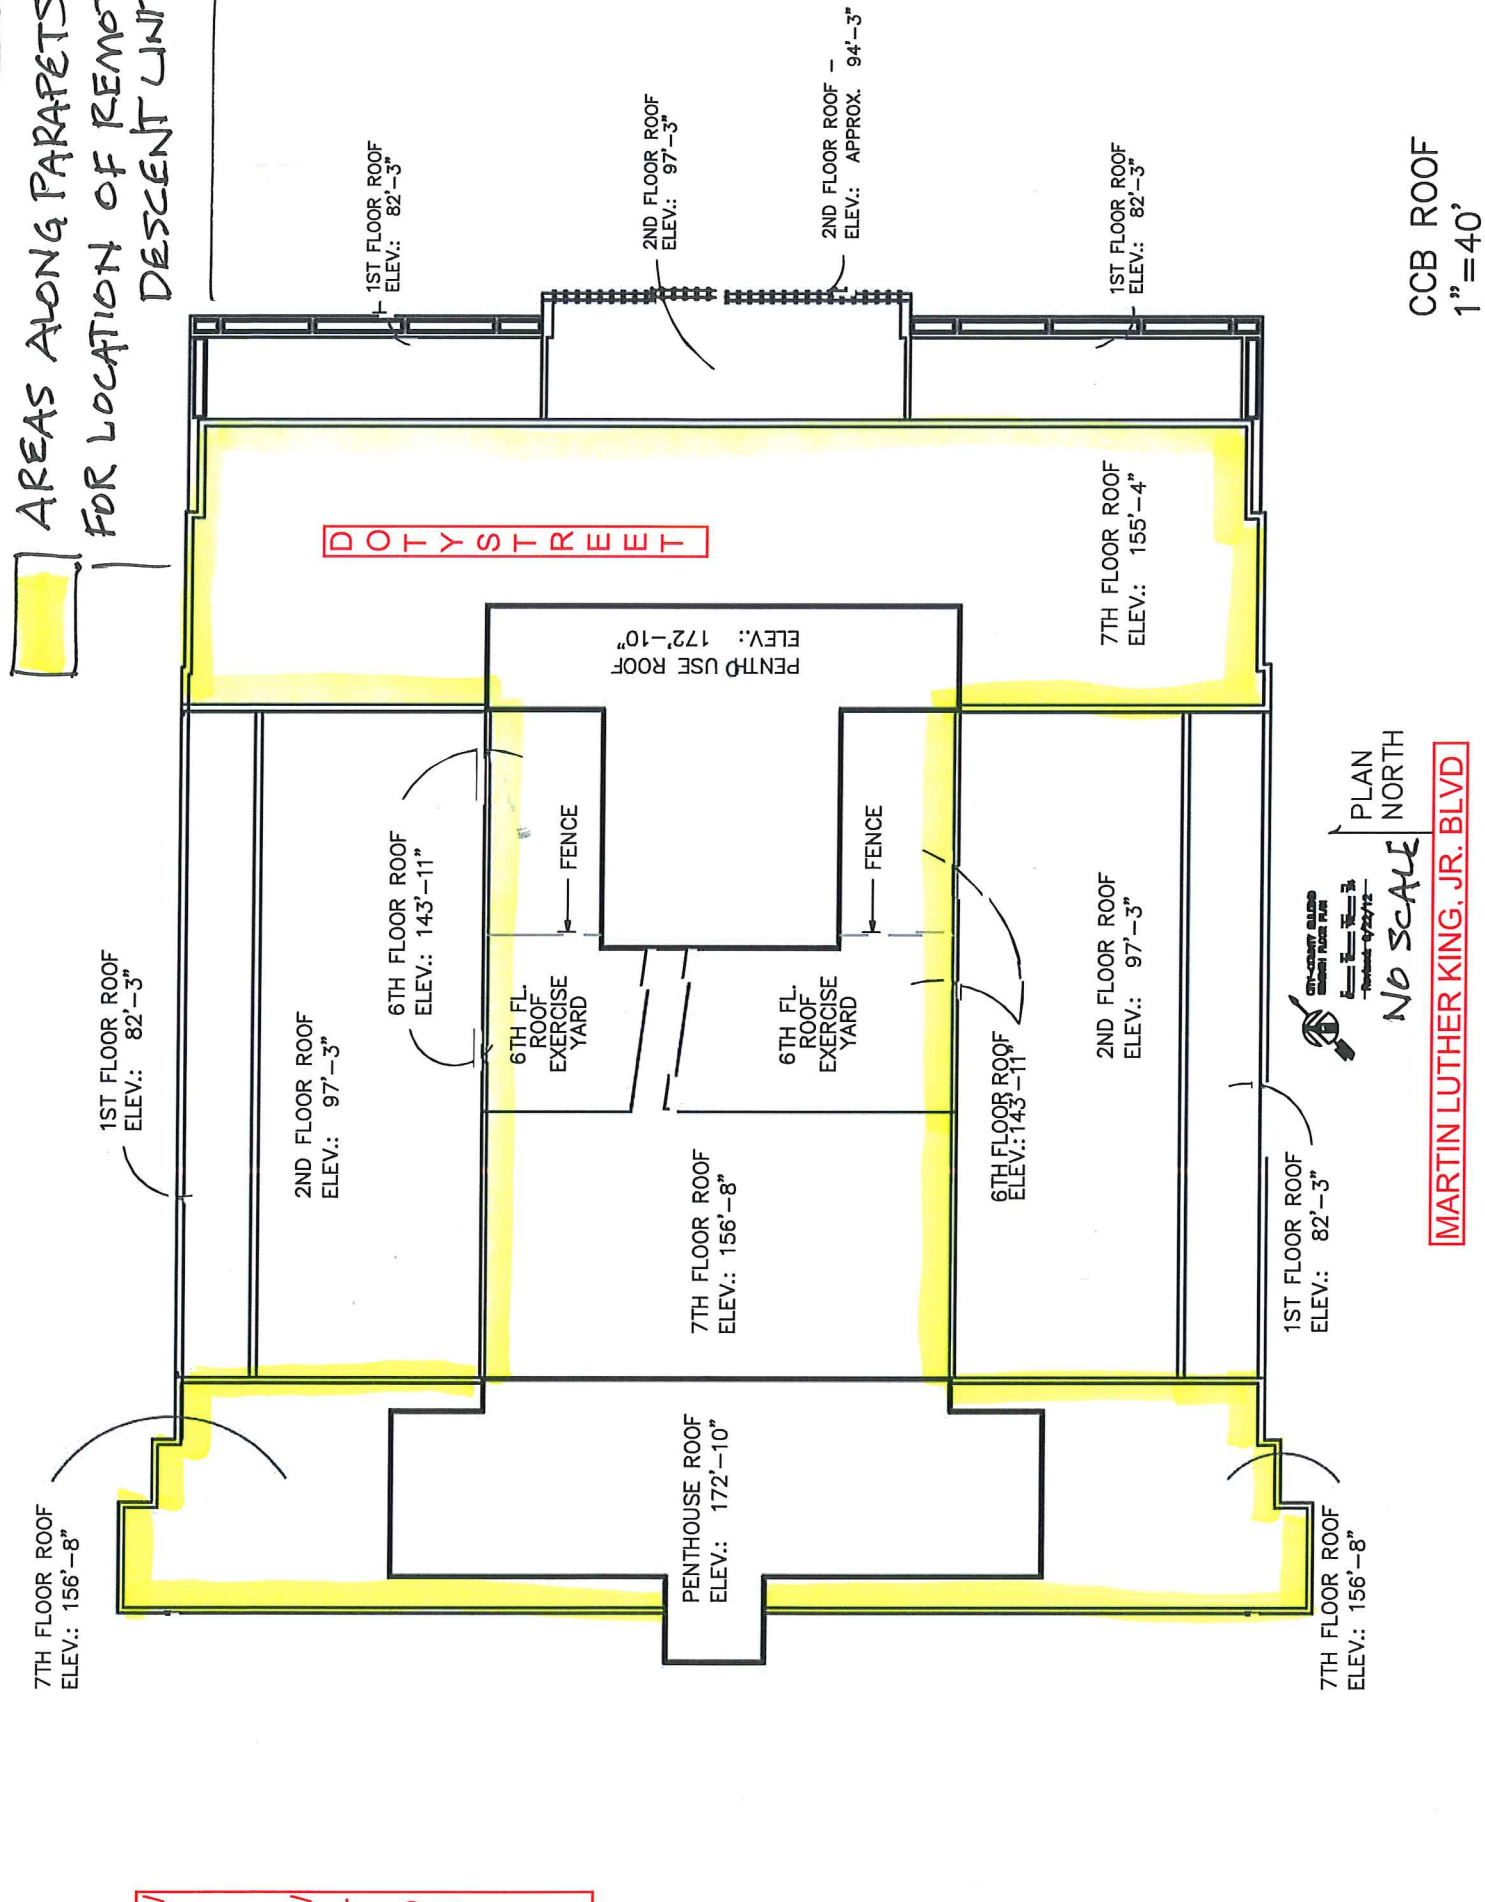 AREAS ALONG PARAPETS
FOR LOCATION OF REMOT
DESCENT UNIT
1ST FLOOR ROOF
ELEV.: 82'-3"
2ND FLOOR ROOF
ELEV.: 97'-3"
2ND FLOOR ROOF -
ELEV.: APPROX. 94'-3"
1ST FLOOR ROOF
ELEV.: 82'-3"
DOTY STREET
7TH FLOOR ROOF
ELEV.: 155'-4"
PENTHOUSE ROOF
ELEV.: 172'-10"
1ST FLOOR ROOF
ELEV.: 82'-3"
2ND FLOOR ROOF
ELEV.: 97'-3"
6TH FLOOR ROOF
ELEV.: 143'-11"
FENCE
6TH FL.
ROOF
EXERCISE
YARD
FENCE
6TH FL.
ROOF
EXERCISE
YARD
6TH FLOOR ROOF
ELEV.: 143'-11"
2ND FLOOR ROOF
ELEV.: 97'-3"
7TH FLOOR ROOF
ELEV.: 156'-8"
1ST FLOOR ROOF
ELEV.: 82'-3"
7TH FLOOR ROOF
ELEV.: 156'-8"
PENTHOUSE ROOF
ELEV.: 172'-10"
7TH FLOOR ROOF
ELEV.: 156'-8"
CITY-COUNTY BUILDING
FLOOR PLAN
NO SCALE
PLAN
NORTH
MARTIN LUTHER KING, JR. BLVD
CCB ROOF
1"=40'